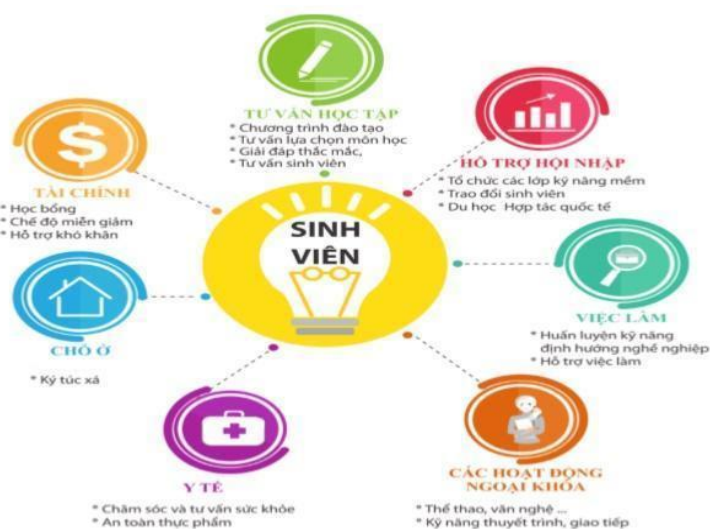 TƯ VẤN HỌC TẬP
* Chương trình đào tạo
* Tư vấn lựa chọn môn học
* Giải đáp thắc mắc,
* Tư vấn sinh viên
HỖ TRỢ HỘI NHẬP
* Tổ chức các lớp kỹ năng mềm
* Trao đổi sinh viên
* Du học Hợp tác quốc tế
$
TÀI CHÍNH
* Học bổng
* Chế độ miễn giảm
* Hỗ trợ khó khăn
SINH
VIÊN
VIỆC LÀM
* Huấn luyện kỹ năng
định hướng nghề nghiệp
* Hỗ trợ việc làm
CHỖ Ở
* Ký túc xá
Y TẾ
* Chăm sóc và tư vấn sức khỏe
* An toàn thực phẩm
CÁC HOẠT ĐỘNG
NGOẠI KHÓA
* Thể thao, văn nghệ ...
* Kỹ năng thuyết trình, giao tiếp